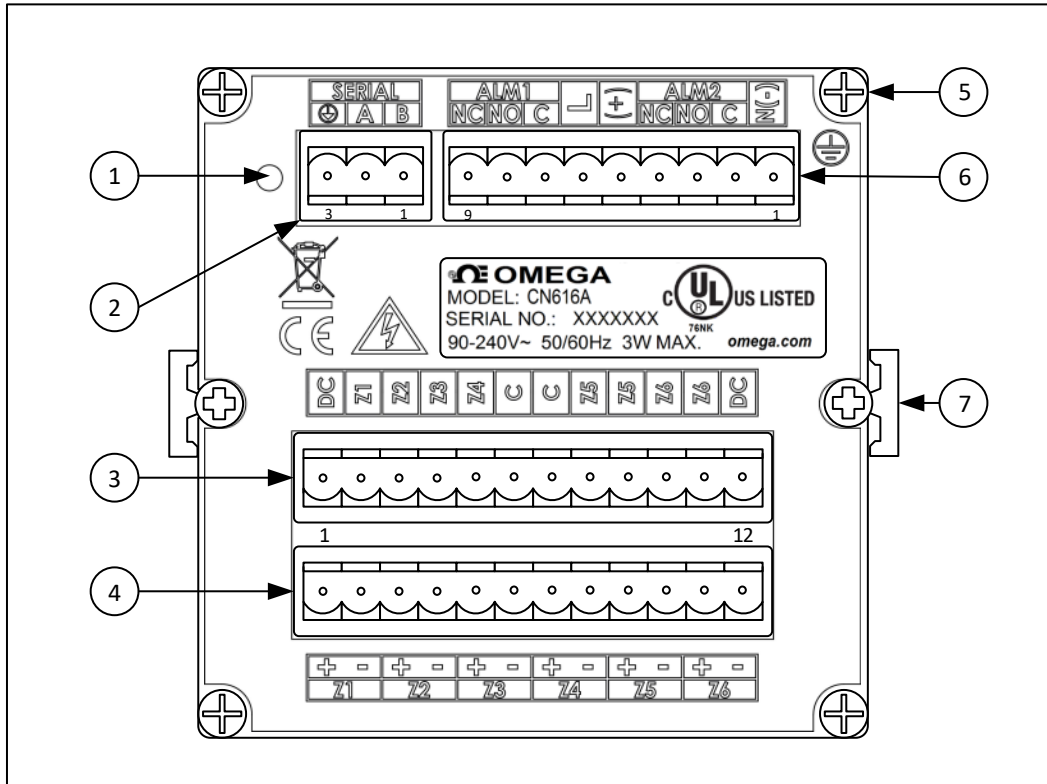 SERIAL ALM1 L (+) ALM2 N(-)
A B NC NO C NC NO C
5
1
6
3 1 9 1
2
OMEGA
MODEL: CN616A
SERIAL NO.: XXXXXXX
90-240V~ 50/60Hz 3W MAX.
C UL US LISTED
®
76NK
omega.com
CE
DC Z1 Z2 Z3 Z4 C C Z5 Z5 Z6 Z6 DC
7
3
1 12
4
+ - + - + - + - + - + -
Z1 Z2 Z3 Z4 Z5 Z6